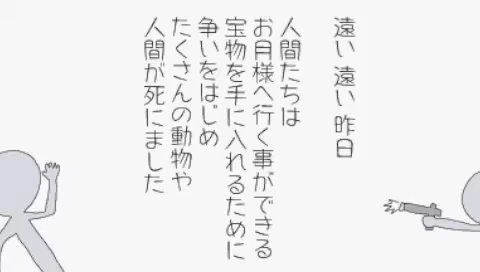 遠い 遠い 昨日
人間たちは
お月様へ行く事ができる
宝物を手に入れるために
争いをはじめ
たくさんの動物や
人間が死にました